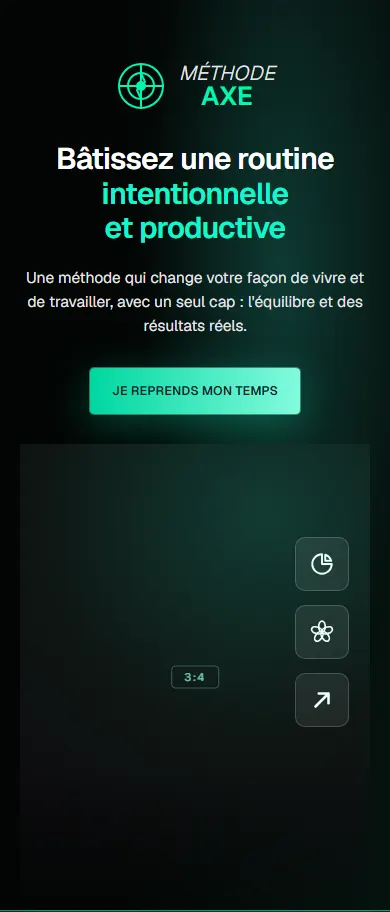 MÉTHODE
AXE
Bâtissez une routine
intentionnelle
et productive
Une méthode qui change votre façon de vivre et
de travailler, avec un seul cap : l'équilibre et des
résultats réels.
JE REPRENDS MON TEMPS
3:4